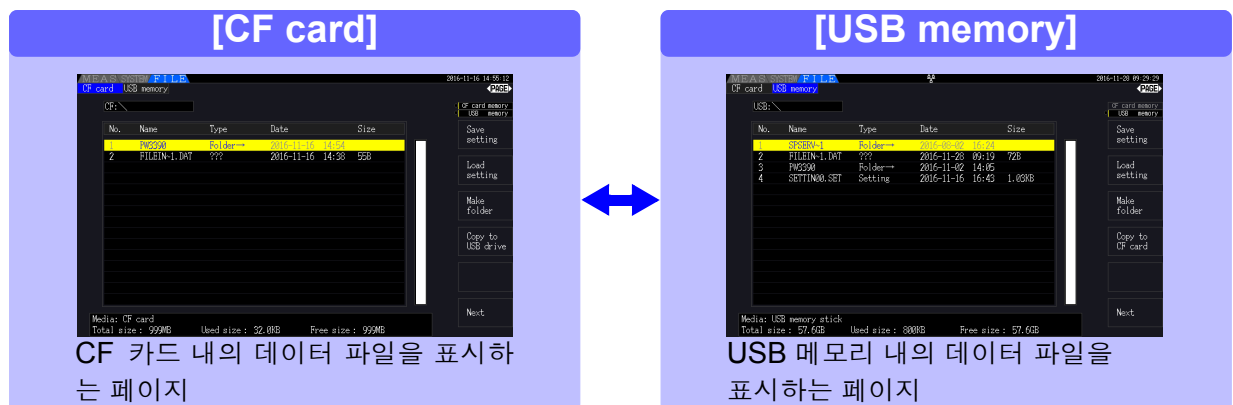 [CF card]
MEAS SYSTEM FILE
2016-11-16 14:55:12
CF card USB memory
PAGE
CF:\
CF card memory
USB memory
No. Name Type Date Size
1 PW3390 Folder→ 2016-11-16 14:54
2 FILEIN~1.DAT ??? 2016-11-16 14:38 55B
Save
setting
Load
setting
Make
folder
Copy to
USB drive
Next
Media: CF card
Total size: 999MB Used size: 32.0KB Free size: 999MB
CF 카드 내의 데이터 파일을 표시하
는 페이지
[USB memory]
MEAS SYSTEM FILE
2016-11-28 09:29:29
CF card USB memory
PAGE
USB:\
CF card memory
USB memory
No. Name Type Date Size
1 SPSERV~1 Folder→ 2016-08-02 16:24
2 FILEIN~1.DAT ??? 2016-11-28 09:19 72B
3 PW3390 Folder→ 2016-11-02 14:05
4 SETTIN00.SET Setting 2016-11-16 16:43 1.03KB
Save
setting
Load
setting
Make
folder
Copy to
CF card
Next
Media: USB memory stick
Total size: 57.6GB Used size: 800KB Free size: 57.6GB
USB 메모리 내의 데이터 파일을
표시하는 페이지